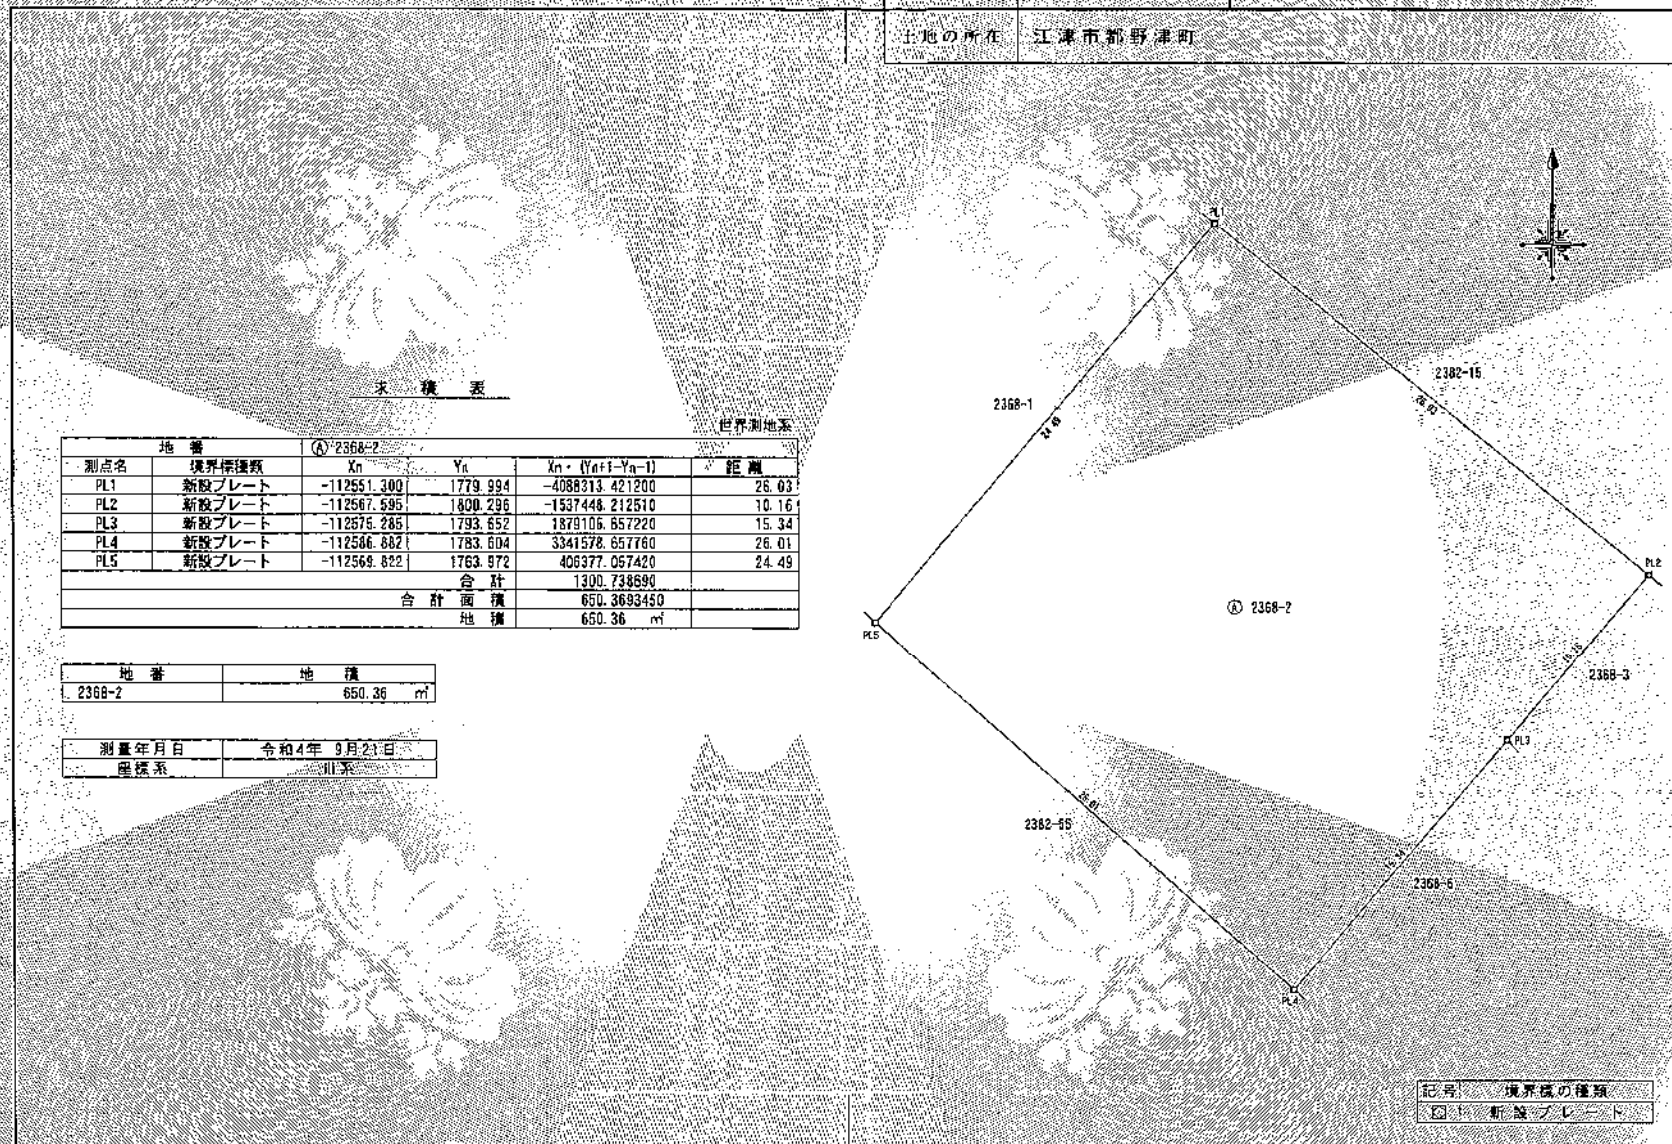 土地の所在 江津市都野津町
求積表
世界測地系
地番 Ⓐ 2368-2
測点名 境界標種類 Xn Yn Xn・(Yn+1-Yn-1) 距離
PL1 新設プレート -112551.300 1779.994 -4088313.421200 26.03
PL2 新設プレート -112567.595 1800.296 -1537448.212510 10.16
PL3 新設プレート -112575.285 1793.652 1879106.657220 15.34
PL4 新設プレート -112586.882 1783.604 3341578.657760 26.01
PL5 新設プレート -112569.822 1763.972 406377.057420 24.49
合計 1300.738690
合計面積 650.3693450
地積 650.36 ㎡
地番 地積
2368-2 650.36 ㎡
測量年月日 令和4年 9月21日
座標系 III系
PL1
2382-15
26.03
2368-1
24.49
PL2
Ⓐ 2368-2
PL5
10.16
2368-3
PL3
26.01
2382-55
15.34
2368-6
PL4
記号 境界標の種類
新設プレート